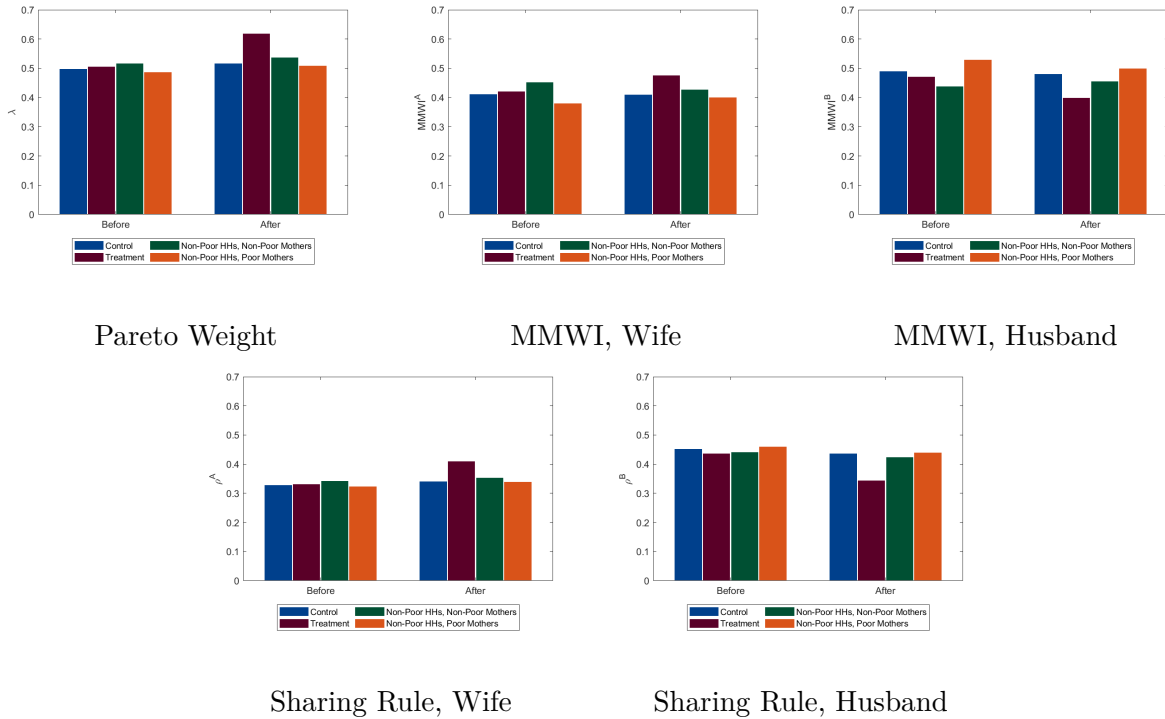 0.7
0.6
0.5
0.4
0.3
0.2
0.1
0
λ
Before
After
Control
Non-Poor HHs, Non-Poor Mothers
Treatment
Non-Poor HHs, Poor Mothers
Pareto Weight
0.7
0.6
0.5
0.4
0.3
0.2
0.1
0
MMWI^A
Before
After
Control
Non-Poor HHs, Non-Poor Mothers
Treatment
Non-Poor HHs, Poor Mothers
MMWI, Wife
0.7
0.6
0.5
0.4
0.3
0.2
0.1
0
MMWI^B
Before
After
Control
Non-Poor HHs, Non-Poor Mothers
Treatment
Non-Poor HHs, Poor Mothers
MMWI, Husband
0.7
0.6
0.5
0.4
0.3
0.2
0.1
0
ρ^A
Before
After
Control
Non-Poor HHs, Non-Poor Mothers
Treatment
Non-Poor HHs, Poor Mothers
Sharing Rule, Wife
0.7
0.6
0.5
0.4
0.3
0.2
0.1
0
ρ^B
Before
After
Control
Non-Poor HHs, Non-Poor Mothers
Treatment
Non-Poor HHs, Poor Mothers
Sharing Rule, Husband